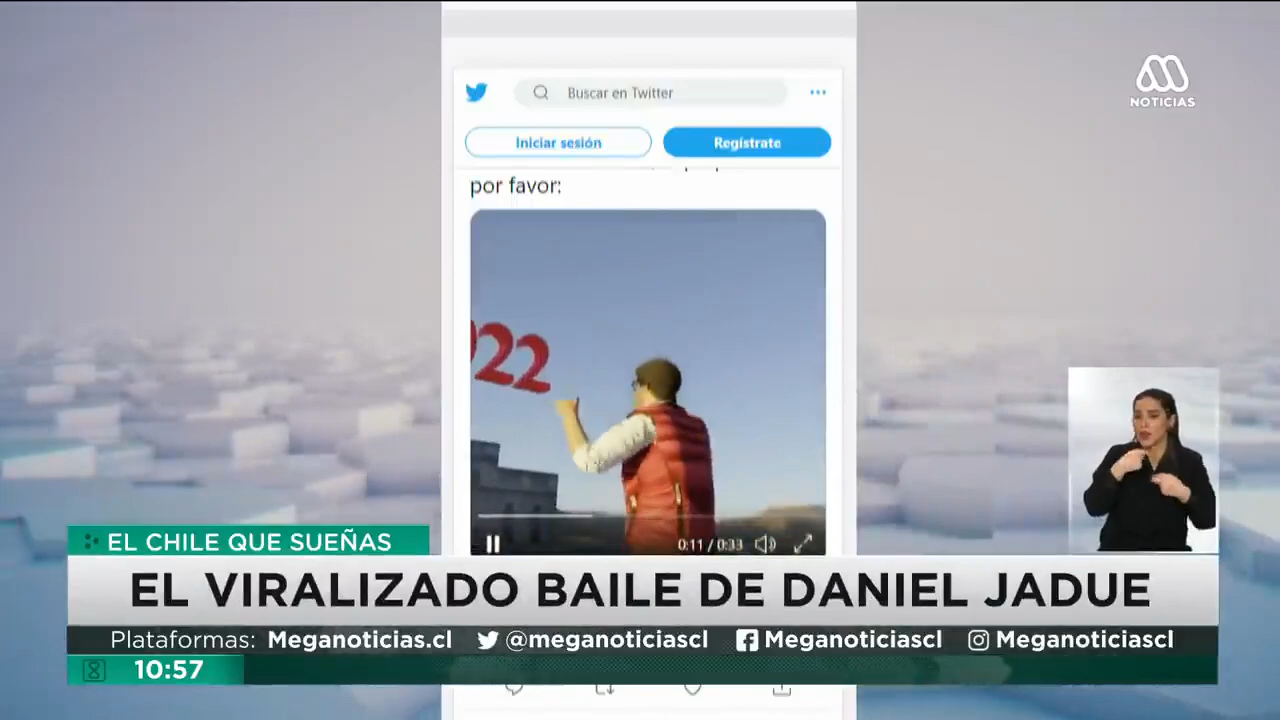 NOTICIAS
Buscar en Twitter
Iniciar sesión
Regístrate
por favor:
22
0:11 / 0:33
EL CHILE QUE SUEÑAS
EL VIRALIZADO BAILE DE DANIEL JADUE
Plataformas: Meganoticias.cl @meganoticiascl Meganoticiascl Meganoticiascl
10:57